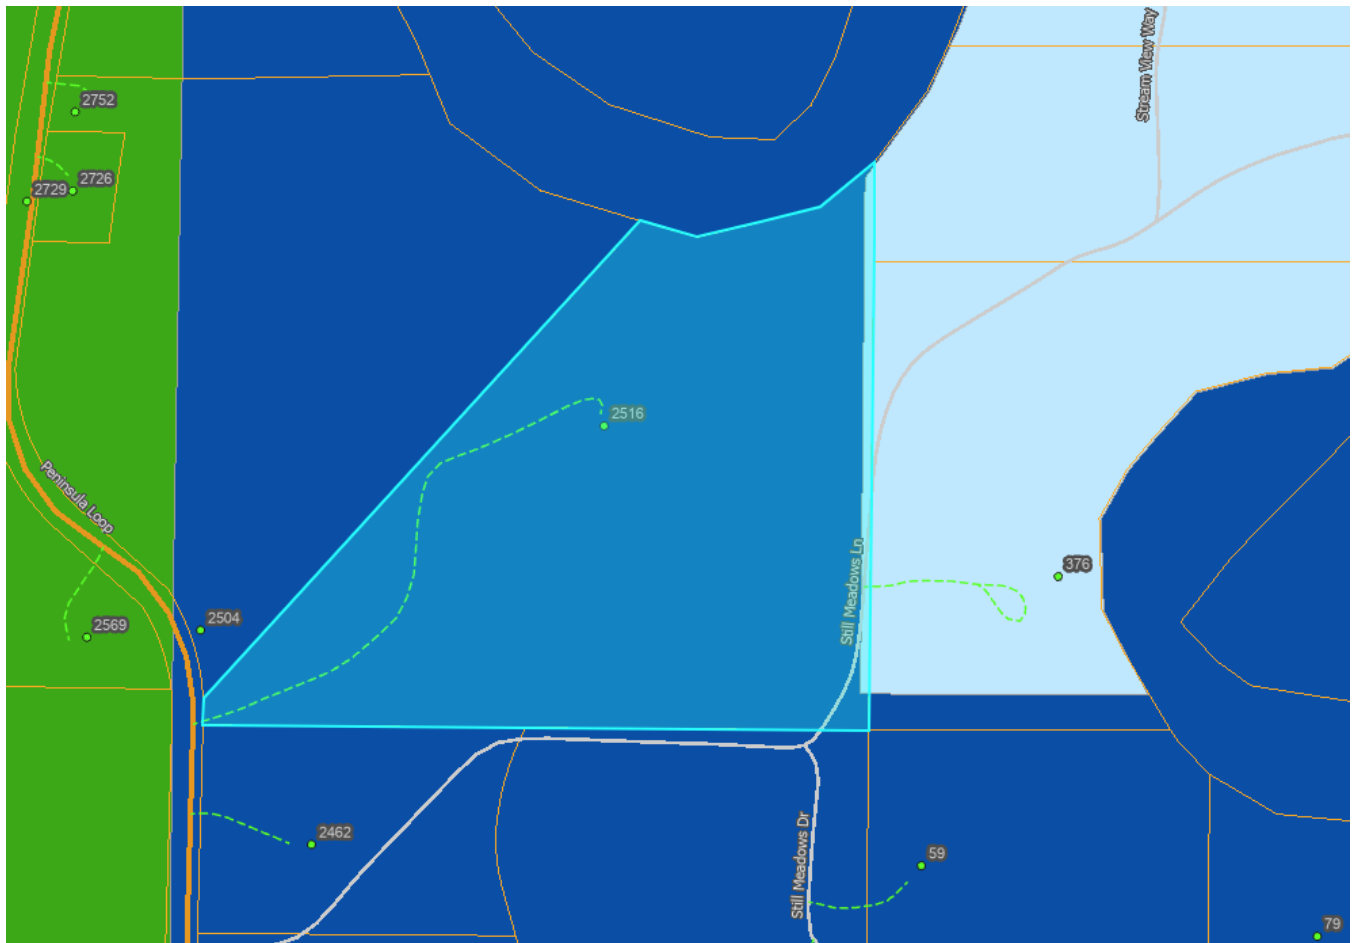 Stream View Way
2752
2726
2729
2516
Peninsula Loop
Still Meadows Ln
376
2504
2569
2462
Still Meadows Dr
59
79